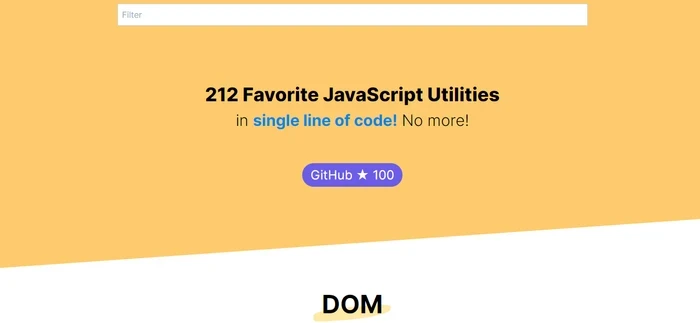 Filter
212 Favorite JavaScript Utilities
in single line of code! No more!
GitHub ★ 100
DOM